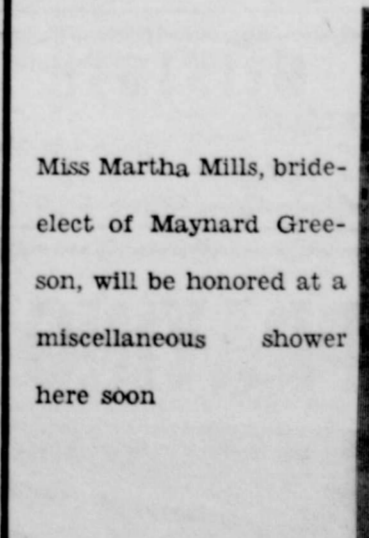 Miss Martha Mills, bride-
elect of Maynard Gree-
son, will be honored at a
miscellaneous shower
here soon